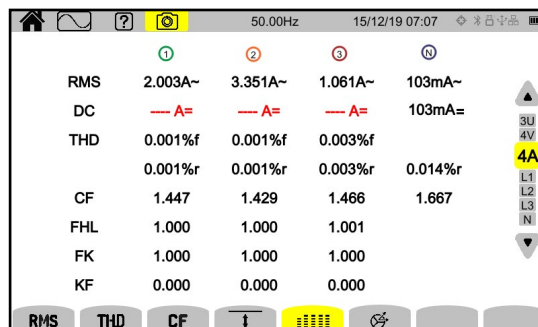 ? 50.00Hz 15/12/19 07:07
1 2 3 N
RMS 2.003A~ 3.351A~ 1.061A~ 103mA~
DC ---- A= ---- A= ---- A= 103mA=
THD 0.001%f 0.001%f 0.003%f
0.001%r 0.001%r 0.003%r 0.014%r
CF 1.447 1.429 1.466 1.667
FHL 1.000 1.000 1.001
FK 1.000 1.000 1.000
KF 0.000 0.000 0.000
3U
4V
4A
L1
L2
L3
N
RMS THD CF